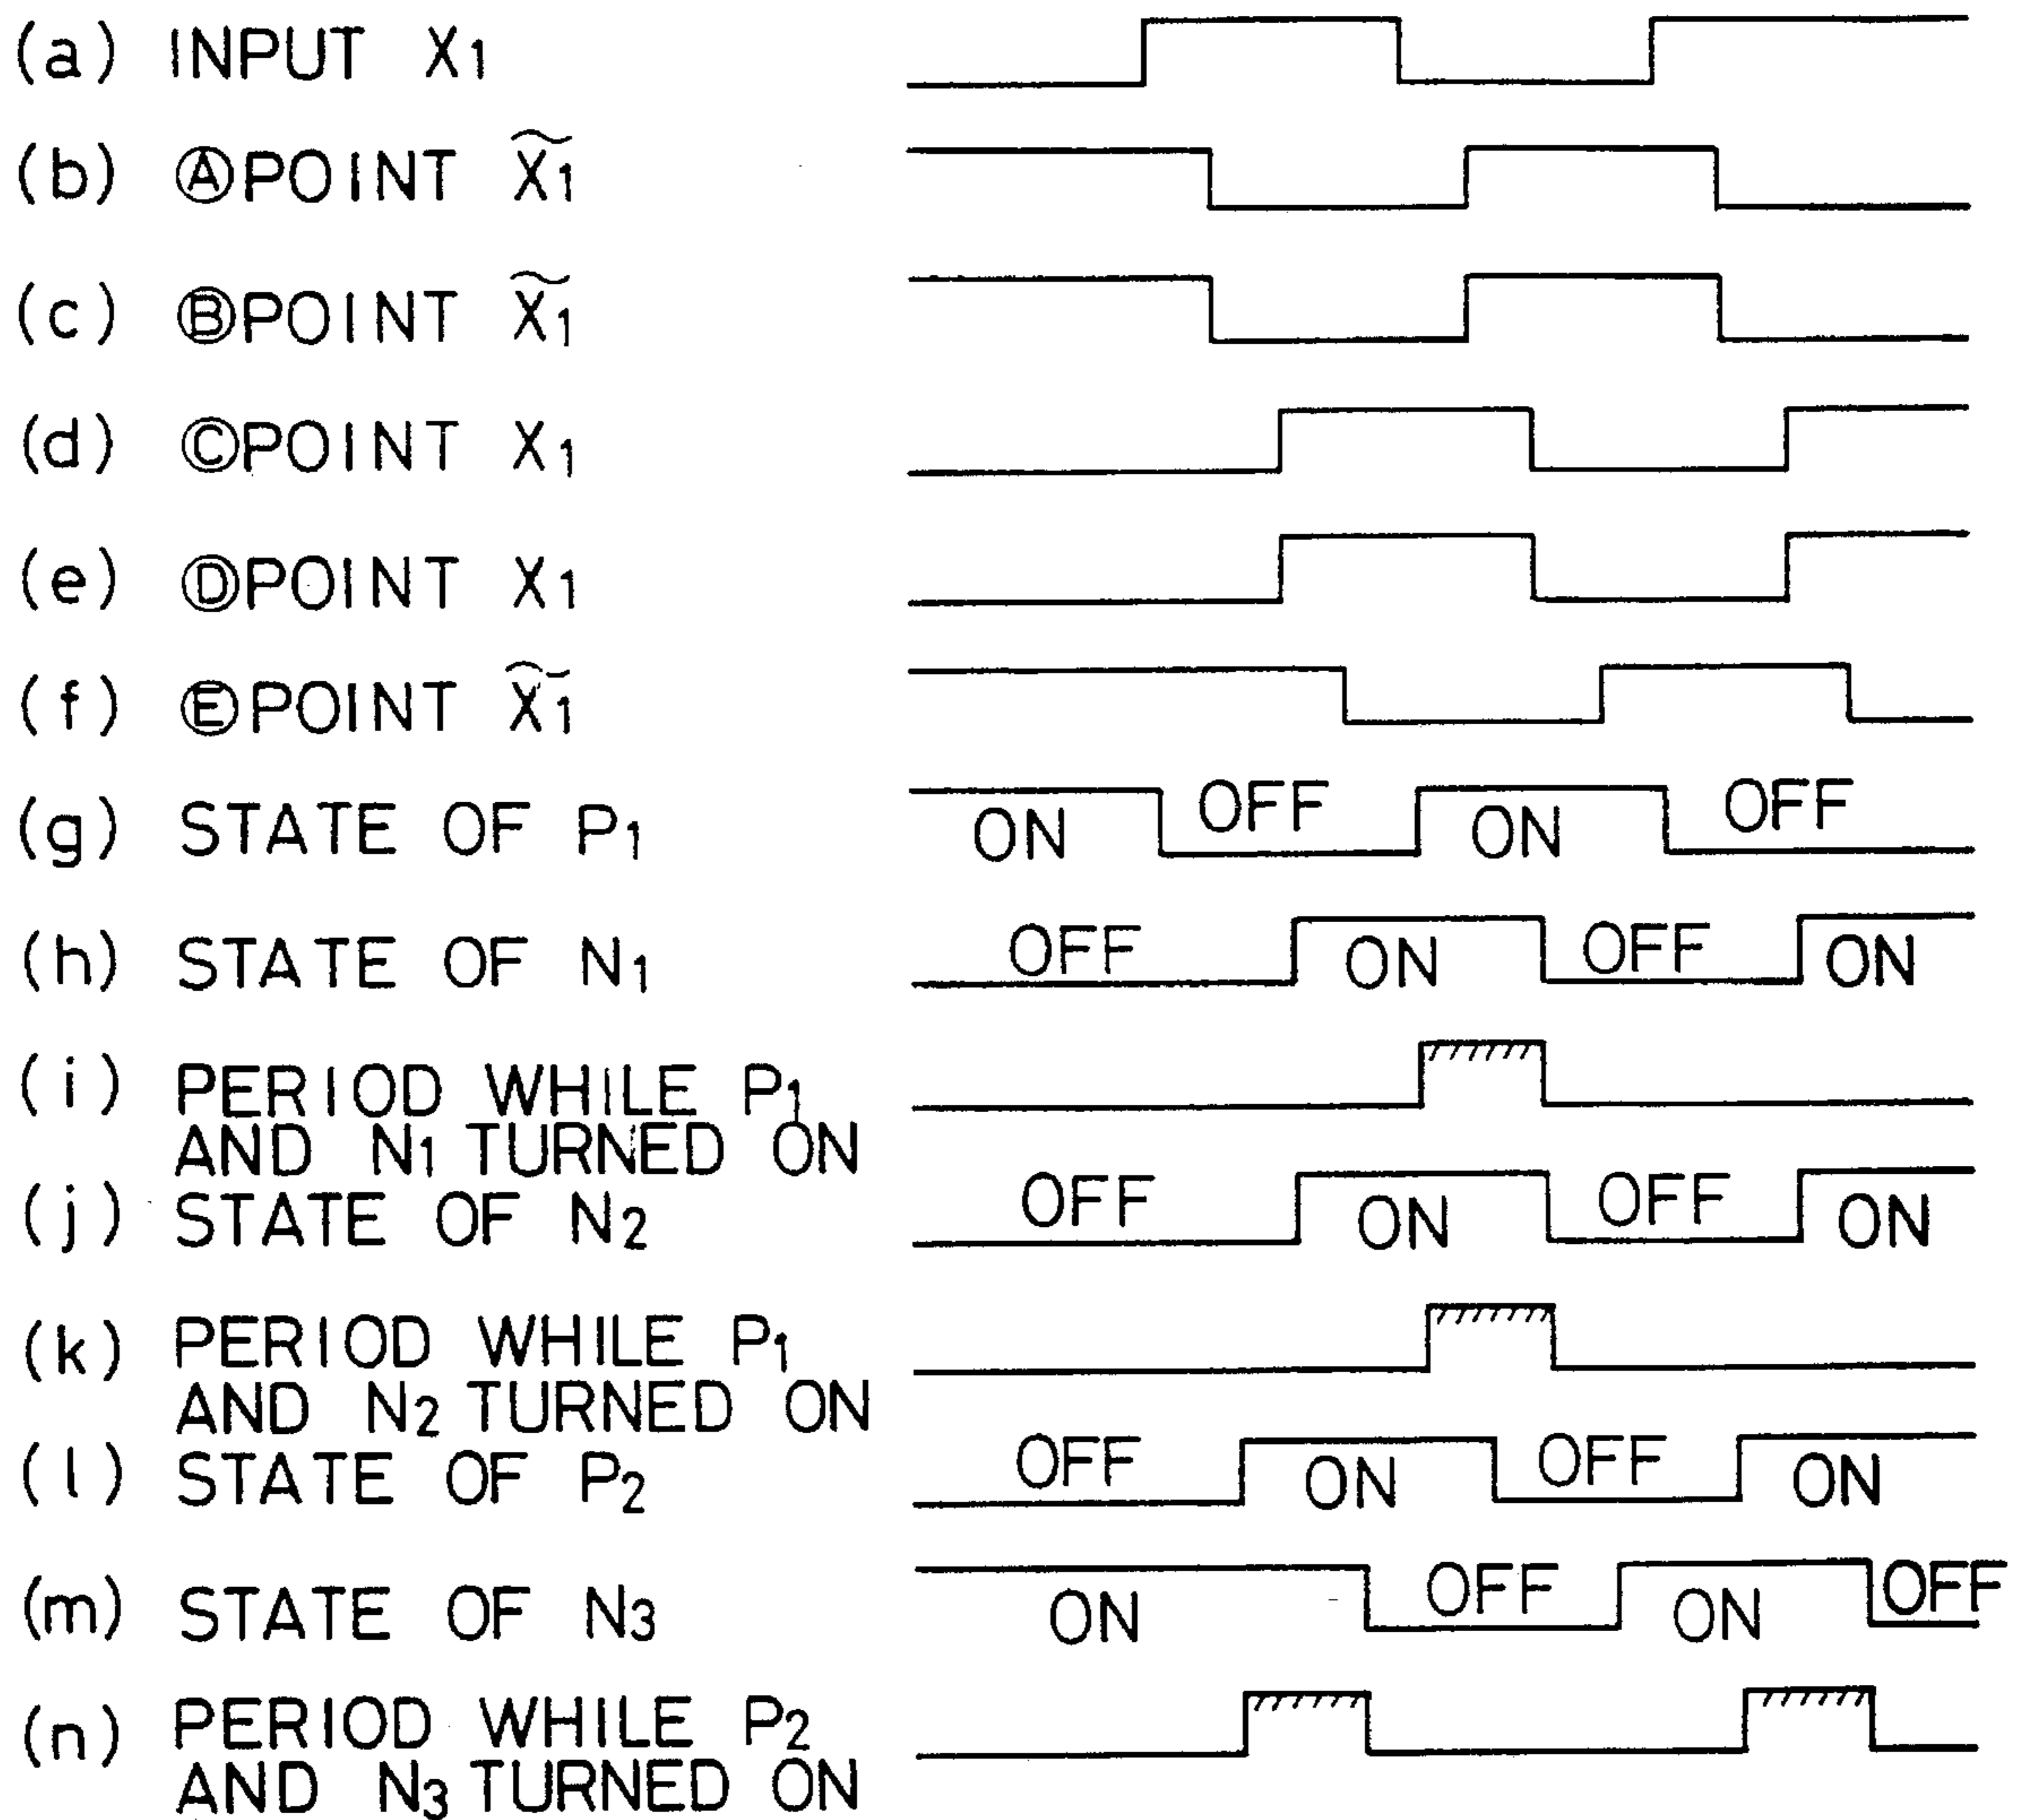 (a) INPUT X1
(b) ⒶPOINT X̃1
(c) ⒷPOINT X̃1
(d) ⒸPOINT X1
(e) ⒹPOINT X1
(f) ⒺPOINT X̃1
(g) STATE OF P1 ON OFF ON OFF
(h) STATE OF N1 OFF ON OFF ON
(i) PERIOD WHILE P1
AND N1 TURNED ON
(j) STATE OF N2 OFF ON OFF ON
(k) PERIOD WHILE P1
AND N2 TURNED ON
(l) STATE OF P2 OFF ON OFF ON
(m) STATE OF N3 ON OFF ON OFF
(n) PERIOD WHILE P2
AND N3 TURNED ON